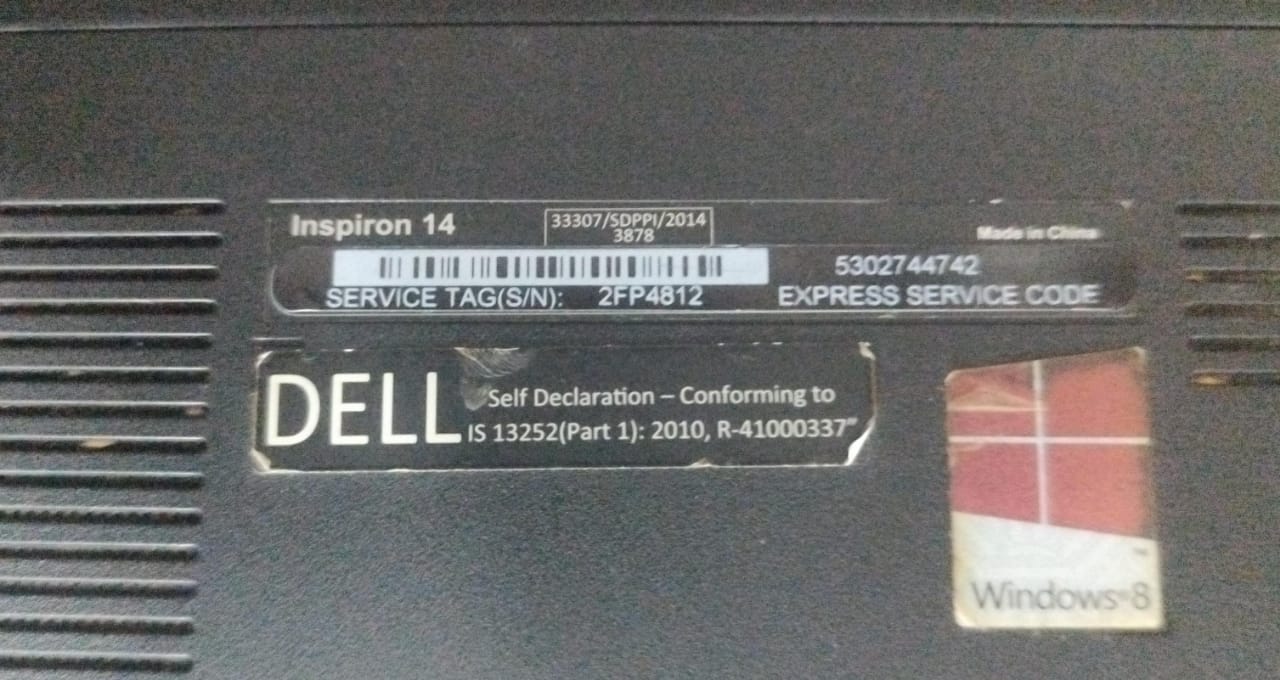 Inspiron 14
33307/SDPPI/2014
3878
Made in China
5302744742
SERVICE TAG(S/N): 2FP4812 EXPRESS SERVICE CODE
DELL
Self Declaration – Conforming to
IS 13252(Part 1): 2010, R-41000337"
Windows®8